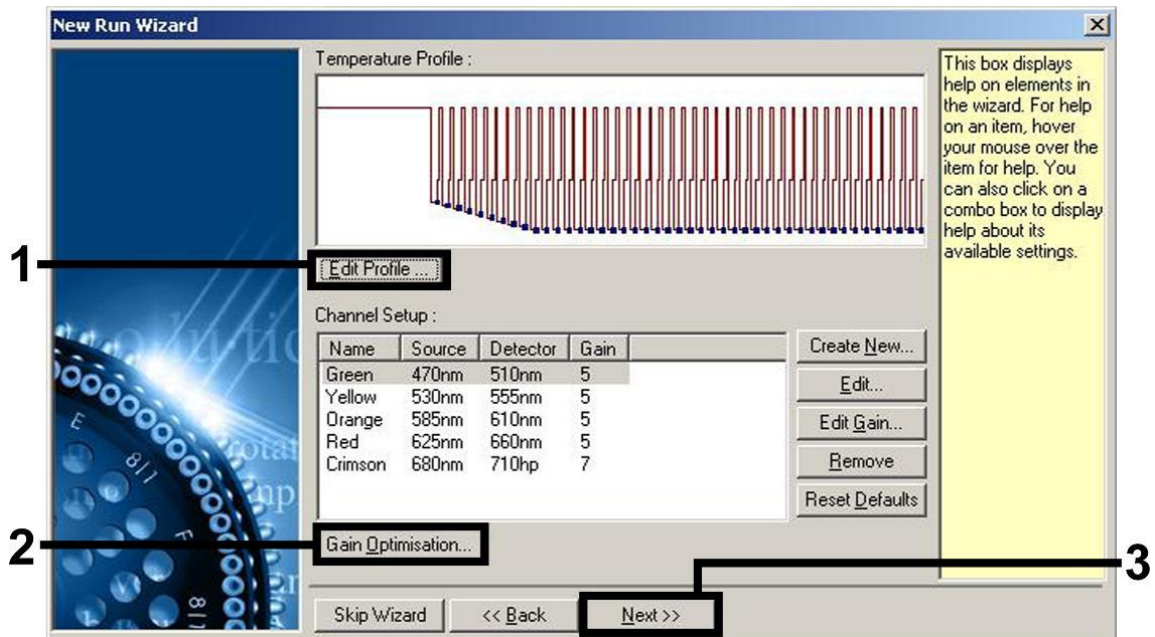 New Run Wizard
Temperature Profile :
This box displays
help on elements in
the wizard. For help
on an item, hover
your mouse over the
item for help. You
can also click on a
combo box to display
help about its
available settings.
1
Edit Profile ...
Channel Setup :
Name Source Detector Gain
Green 470nm 510nm 5
Yellow 530nm 555nm 5
Orange 585nm 610nm 5
Red 625nm 660nm 5
Crimson 680nm 710hp 7
Create New...
Edit...
Edit Gain...
Remove
Reset Defaults
2
Gain Optimisation...
3
Skip Wizard
<< Back
Next >>
E
8|1
F
8|1